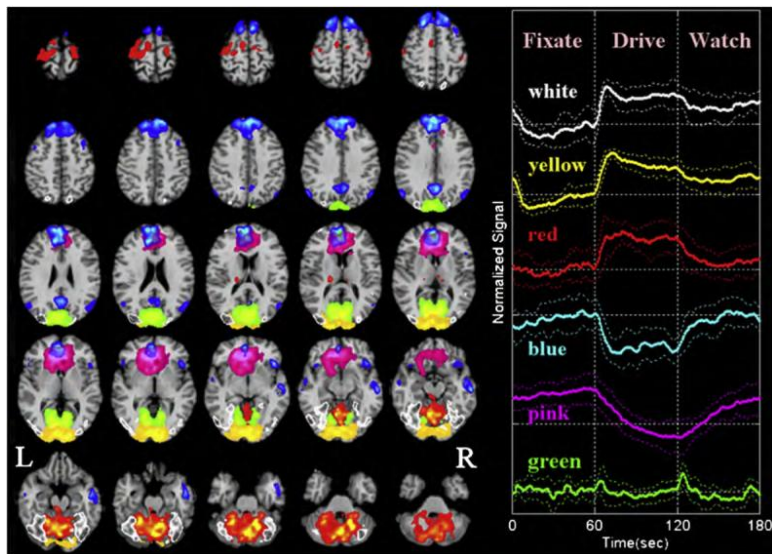 Fixate Drive Watch
white
yellow
red
blue
pink
green
Normalized Signal
0 60 120 180
Time(sec)
L R